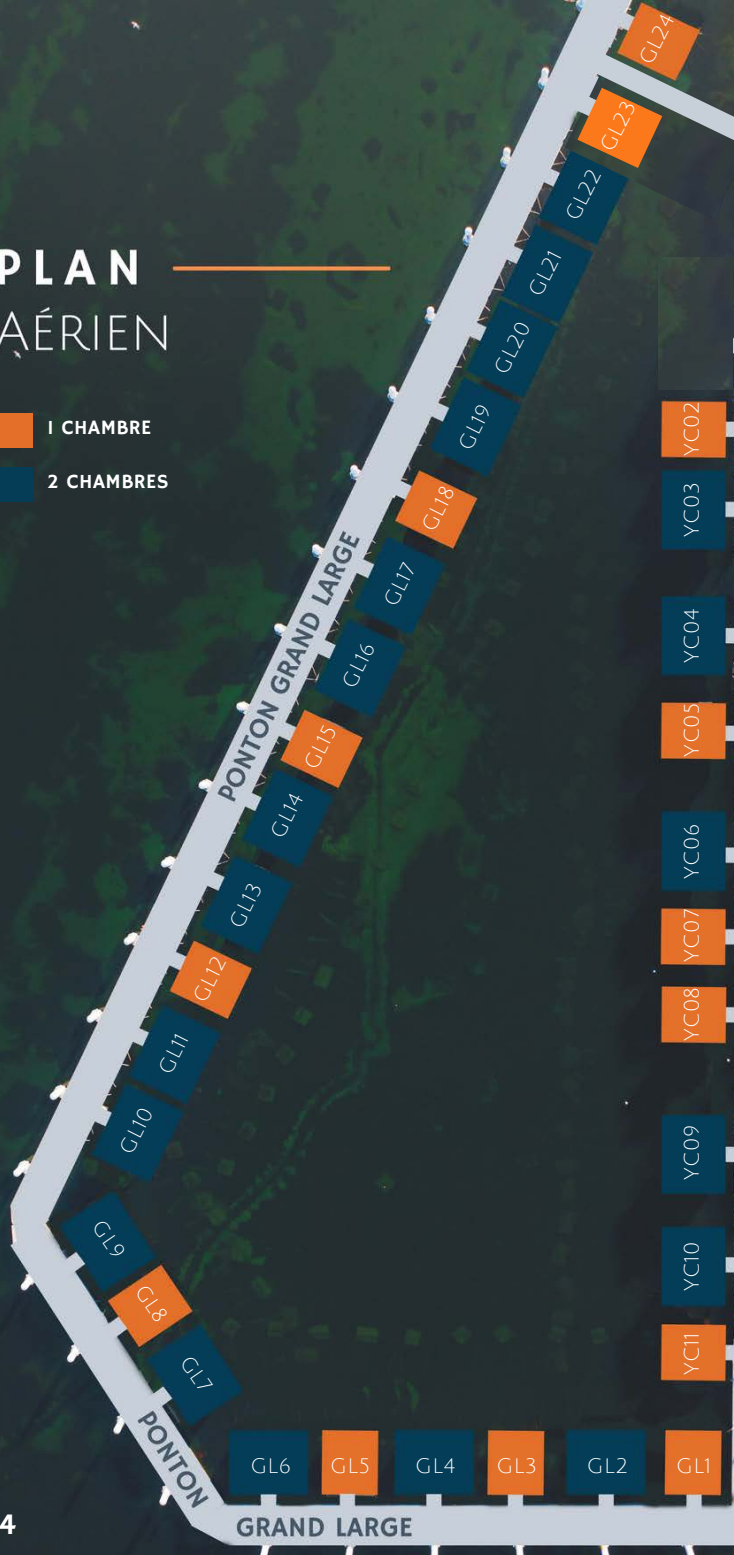 PLAN
AÉRIEN
1 CHAMBRE
2 CHAMBRES
GL24
GL23
GL22
GL21
GL20
GL19
GL18
GL17
GL16
GL15
GL14
GL13
GL12
GL11
GL10
GL9
GL8
GL7
GL6
GL5
GL4
GL3
GL2
GL1
YC02
YC03
YC04
YC05
YC06
YC07
YC08
YC09
YC10
YC11
PONTON GRAND LARGE
PONTON
GRAND LARGE
4